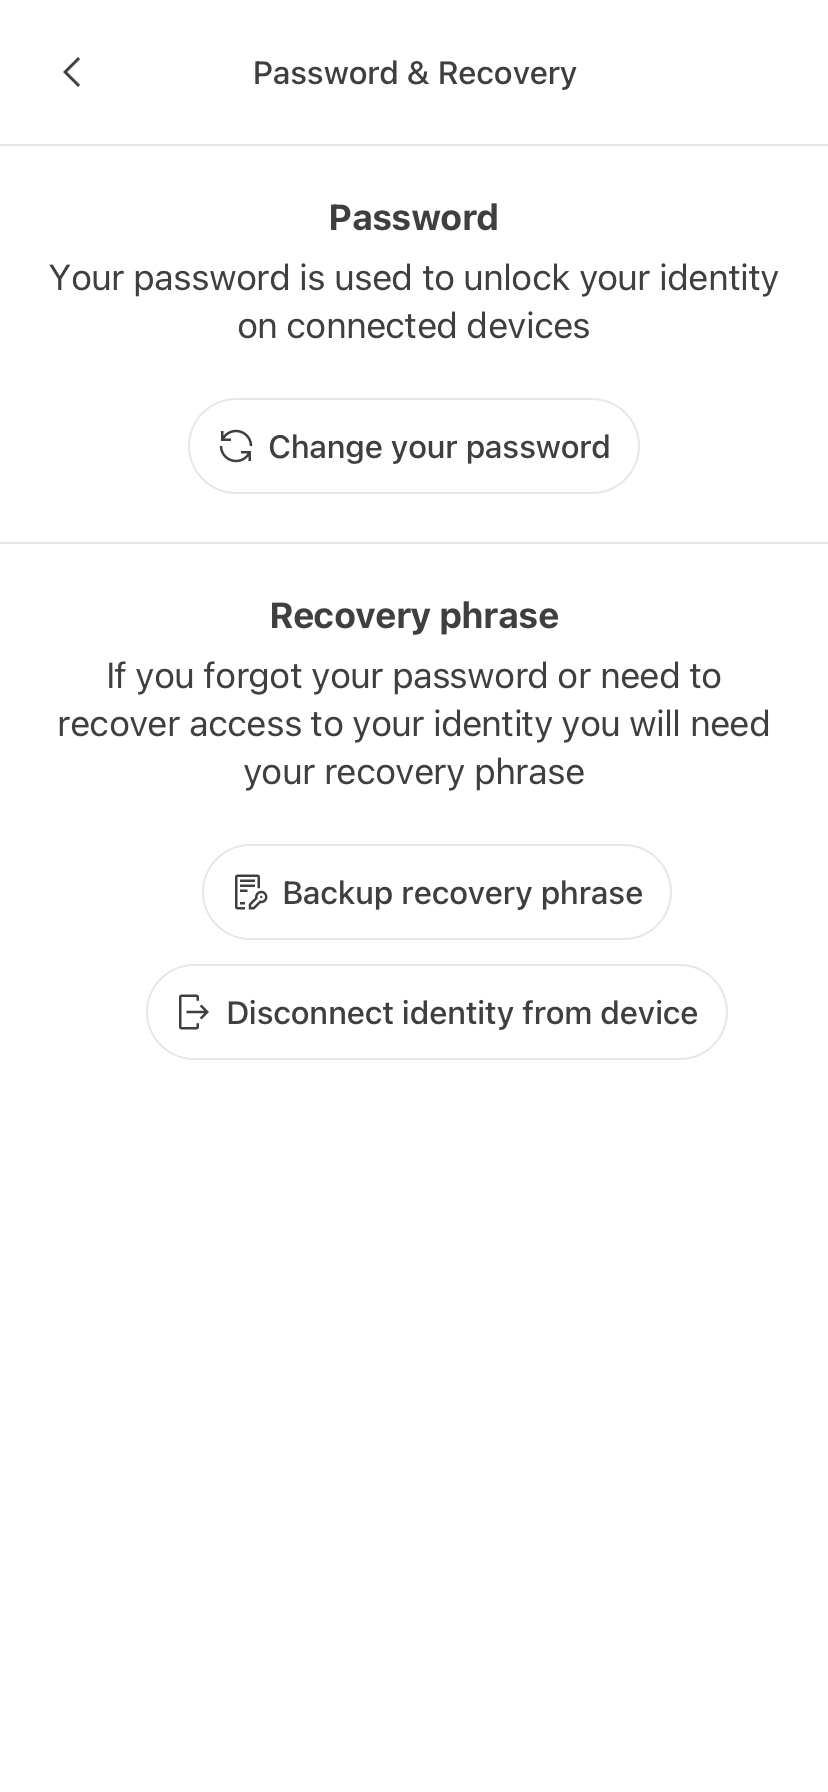 Password & Recovery
Password
Your password is used to unlock your identity
on connected devices
Change your password
Recovery phrase
If you forgot your password or need to
recover access to your identity you will need
your recovery phrase
Backup recovery phrase
Disconnect identity from device